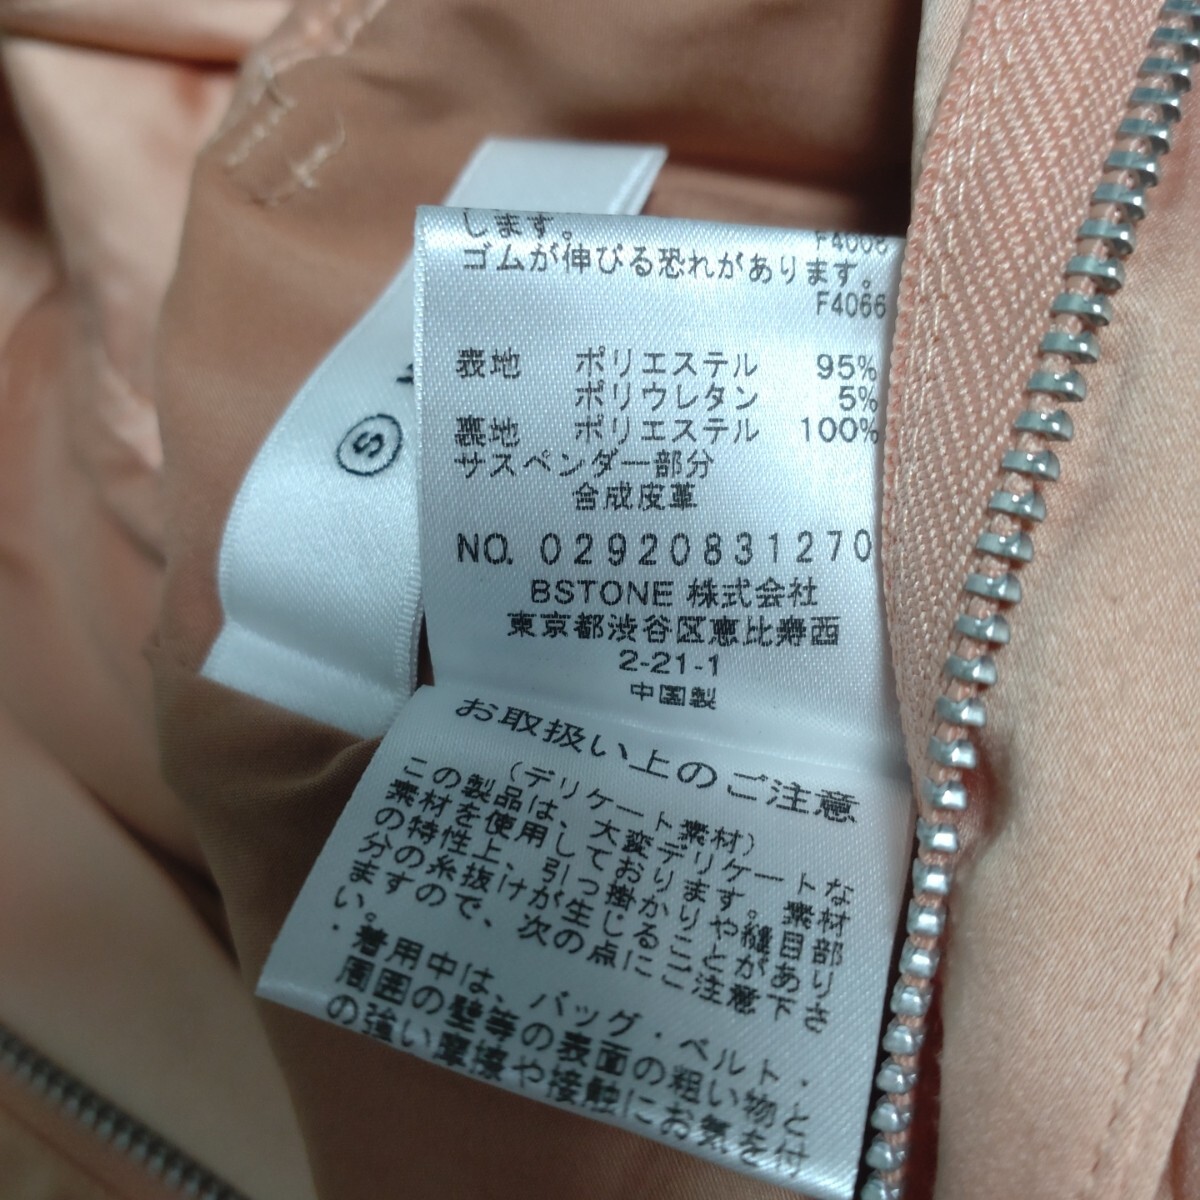 します。 F4008
ゴムが伸びる恐れがあります。
F4066
表地 ポリエステル 95%
ポリウレタン 5%
裏地 ポリエステル 100%
サスペンダー部分
合成皮革
NO. 02920831270
BSTONE 株式会社
東京都渋谷区恵比寿西
2-21-1
中国製
お取扱い上のご注意
(デリケート素材)
この製品は、大変デリケートな
素材を使用しております。素材
の特性上、引っ掛かりや縫目部
分の糸抜けが生じることがあり
ますので、次の点にご注意下さ
い。
・着用中は、バッグ・ベルト・
周囲の壁等の表面の粗い物と
の強い摩擦や接触にお気を付
S